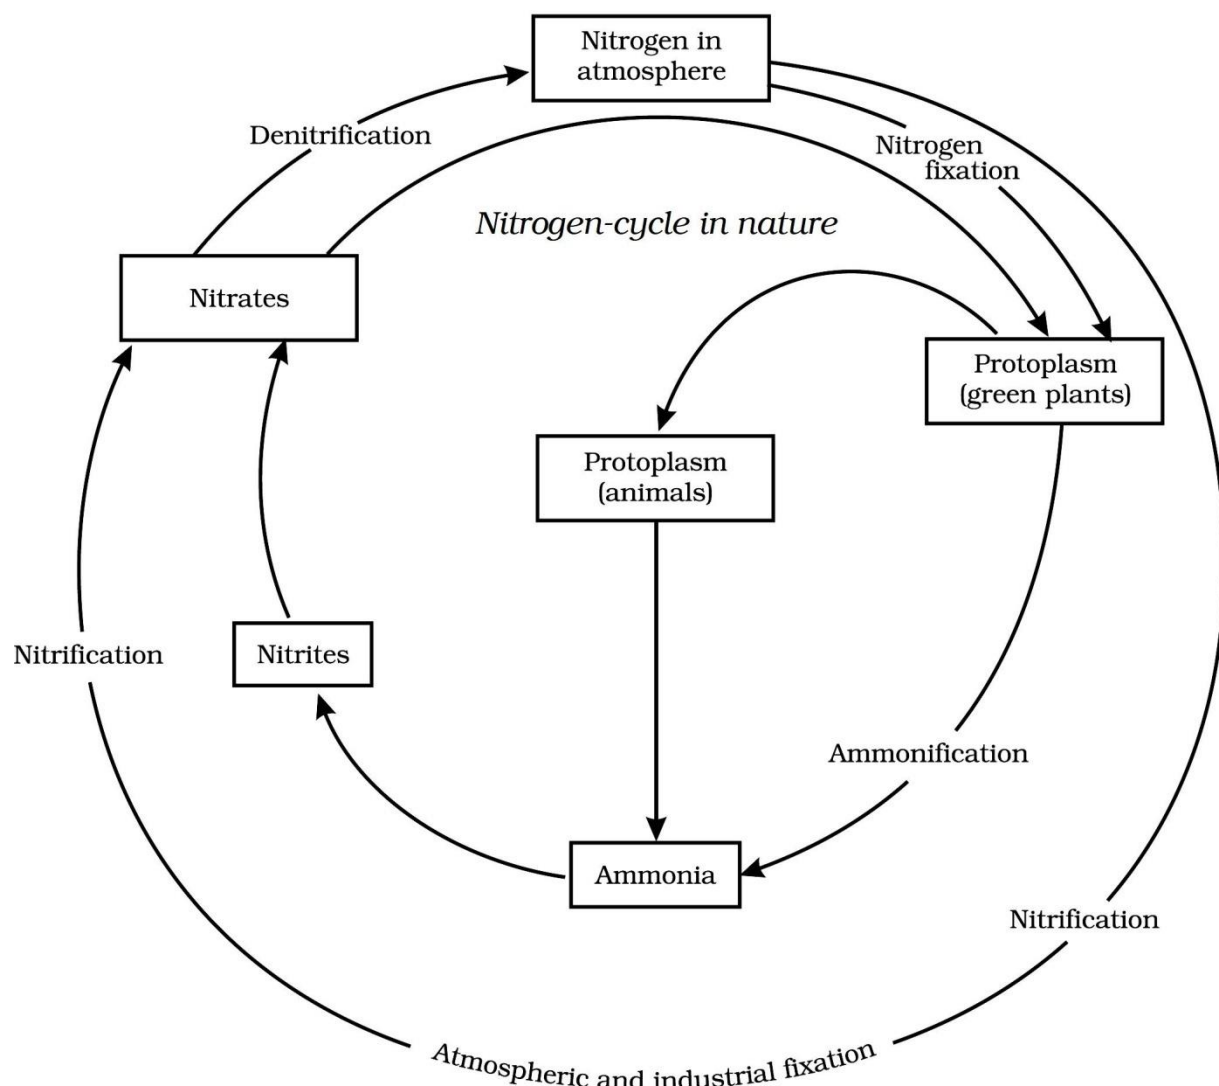 Nitrogen in
atmosphere
Denitrification
Nitrogen
fixation
Nitrogen-cycle in nature
Nitrates
Protoplasm
(green plants)
Protoplasm
(animals)
Nitrification
Nitrites
Ammonification
Ammonia
Nitrification
Atmospheric and industrial fixation